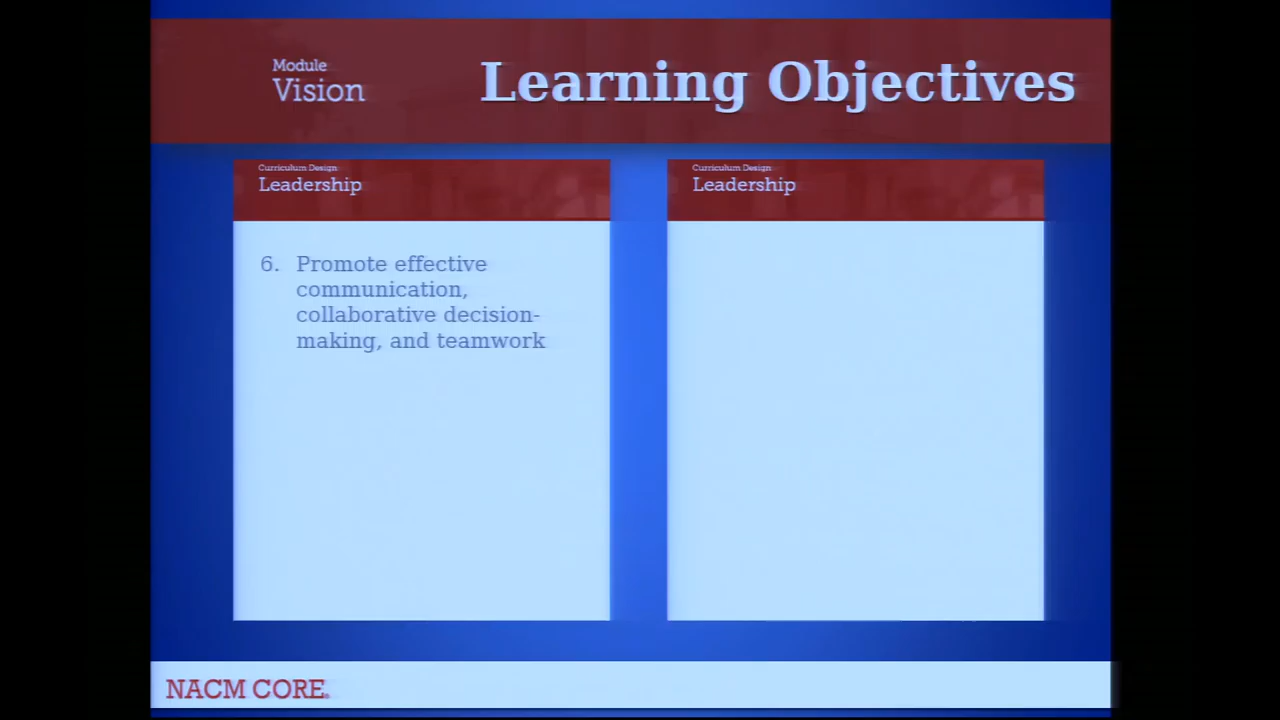 Module
Vision
Learning Objectives
Curriculum Design:
Leadership
6. Promote effective
communication,
collaborative decision-
making, and teamwork
Curriculum Design:
Leadership
NACM CORE®